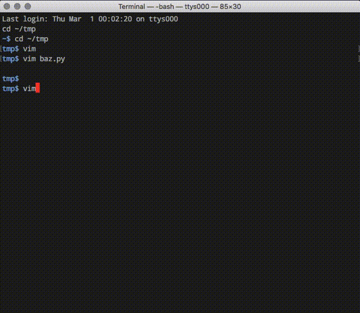 Terminal — -bash — ttys000 — 85×30
Last login: Thu Mar  1 00:02:20 on ttys000
cd ~/tmp
~$ cd ~/tmp
tmp$ vim
tmp$ vim baz.py
tmp$
tmp$ vim